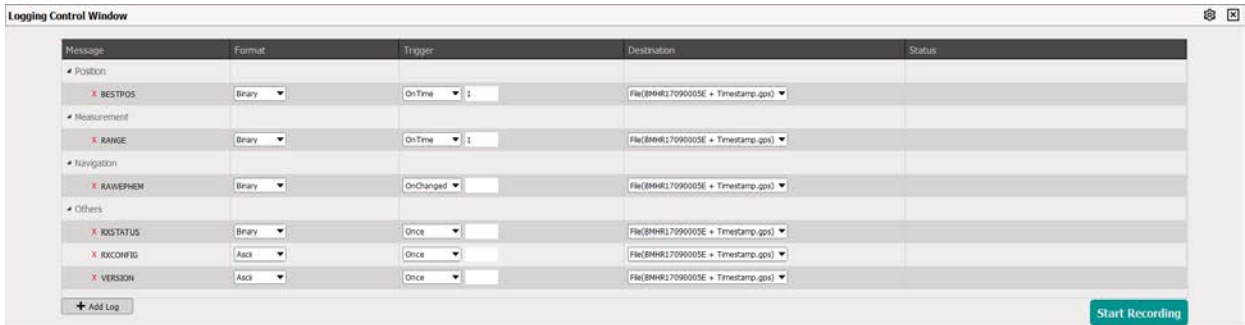 Logging Control Window
Message Format Trigger Destination Status
Position
X BESTPOS Binary OnTime 1 File(BMHR17090005E + Timestamp.gps)
Measurement
X RANGE Binary OnTime 1 File(BMHR17090005E + Timestamp.gps)
Navigation
X RAWEPHEM Binary OnChanged File(BMHR17090005E + Timestamp.gps)
Others
X RXSTATUS Binary Once File(BMHR17090005E + Timestamp.gps)
X RXCONFIG Ascii Once File(BMHR17090005E + Timestamp.gps)
X VERSION Ascii Once File(BMHR17090005E + Timestamp.gps)
+ Add Log
Start Recording